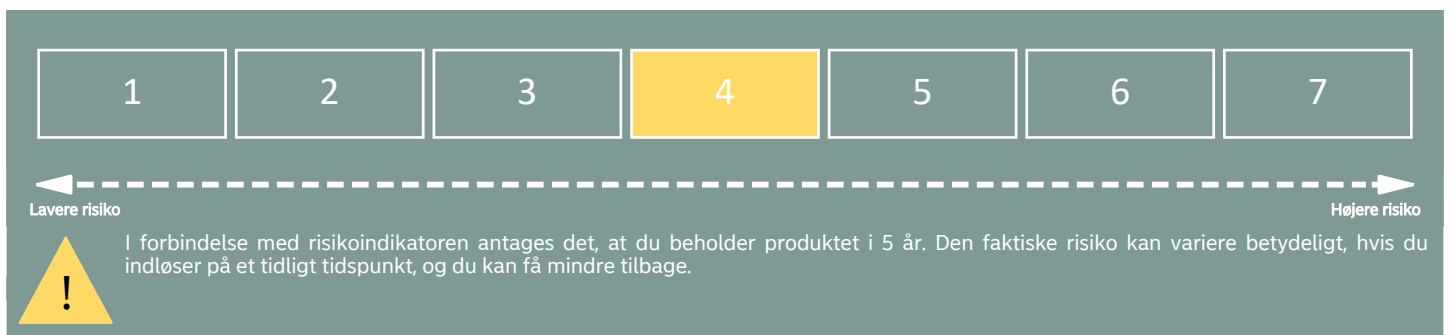 1 2 3 4 5 6 7
Lavere risiko Højere risiko
I forbindelse med risikoindikatoren antages det, at du beholder produktet i 5 år. Den faktiske risiko kan variere betydeligt, hvis du
indløser på et tidligt tidspunkt, og du kan få mindre tilbage.
!